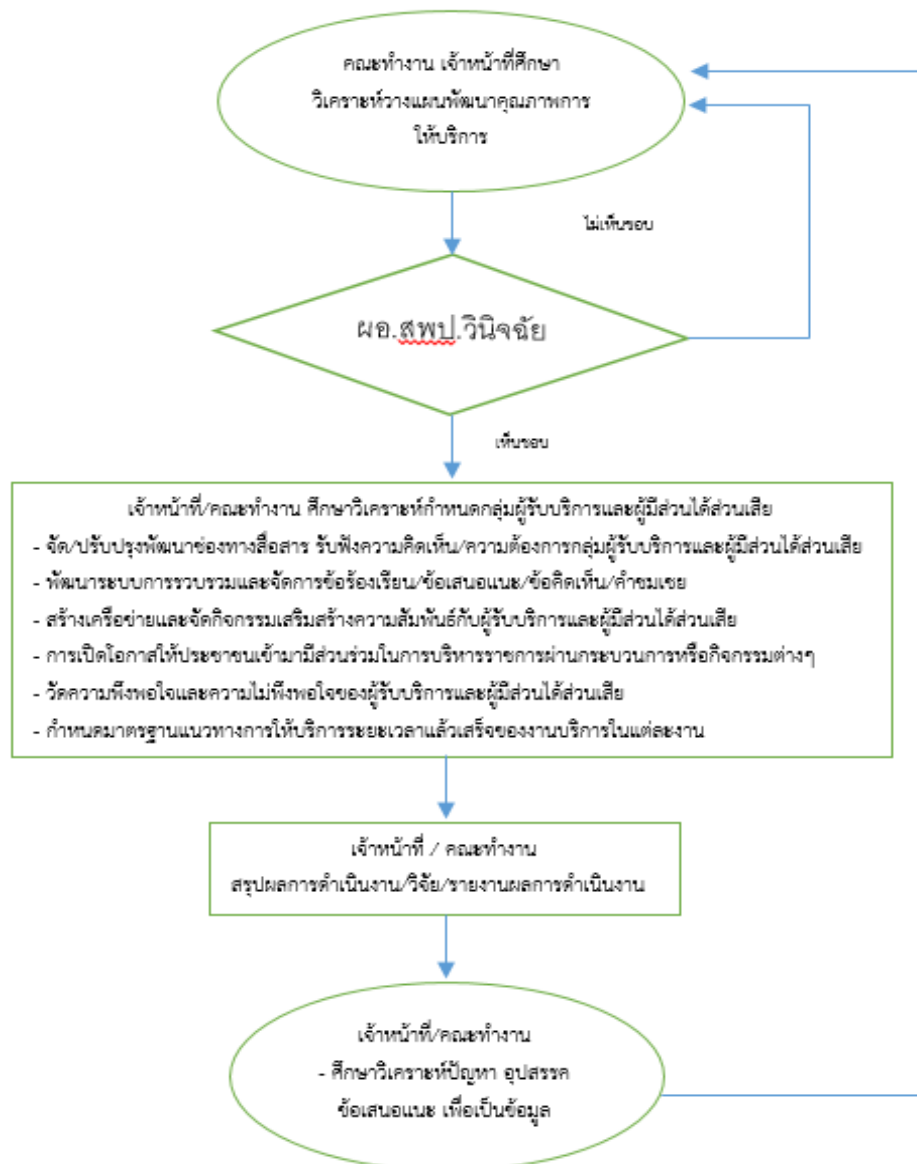 คณะทำงาน เจ้าหน้าที่ศึกษา
วิเคราะห์วางแผนพัฒนาคุณภาพการ
ให้บริการ
ไม่เห็นชอบ
ผอ.สพป.วินิจฉัย
เห็นชอบ
เจ้าหน้าที่/คณะทำงาน ศึกษาวิเคราะห์กำหนดกลุ่มผู้รับบริการและผู้มีส่วนได้ส่วนเสีย
- จัด/ปรับปรุงพัฒนาช่องทางสื่อสาร รับฟังความคิดเห็น/ความต้องการกลุ่มผู้รับบริการและผู้มีส่วนได้ส่วนเสีย
- พัฒนาระบบการรวบรวมและจัดการข้อร้องเรียน/ข้อเสนอแนะ/ข้อคิดเห็น/คำชมเชย
- สร้างเครือข่ายและจัดกิจกรรมเสริมสร้างความสัมพันธ์กับผู้รับบริการและผู้มีส่วนได้ส่วนเสีย
- การเปิดโอกาสให้ประชาชนเข้ามามีส่วนร่วมในการบริหารราชการผ่านกระบวนการหรือกิจกรรมต่างๆ
- วัดความพึงพอใจและความไม่พึงพอใจของผู้รับบริการและผู้มีส่วนได้ส่วนเสีย
- กำหนดมาตรฐานแนวทางการให้บริการระยะเวลาแล้วเสร็จของงานบริการในแต่ละงาน
เจ้าหน้าที่ / คณะทำงาน
สรุปผลการดำเนินงาน/วิจัย/รายงานผลการดำเนินงาน
เจ้าหน้าที่/คณะทำงาน
- ศึกษาวิเคราะห์ปัญหา อุปสรรค
ข้อเสนอแนะ เพื่อเป็นข้อมูล